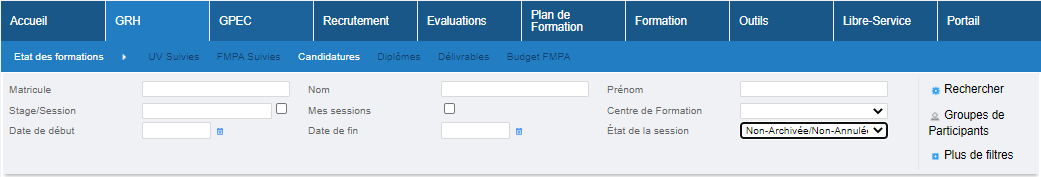 Accueil GRH GPEC Recrutement Evaluations Plan de Formation Formation Outils Libre-Service Portail
Etat des formations UV Suivies FMPA Suivies Candidatures Diplômes Délivrables Budget FMPA
Matricule Nom Prénom Rechercher
Stage/Session Mes sessions Centre de Formation Groupes de Participants
Date de début Date de fin État de la session Non-Archivée/Non-Annulée
Plus de filtres